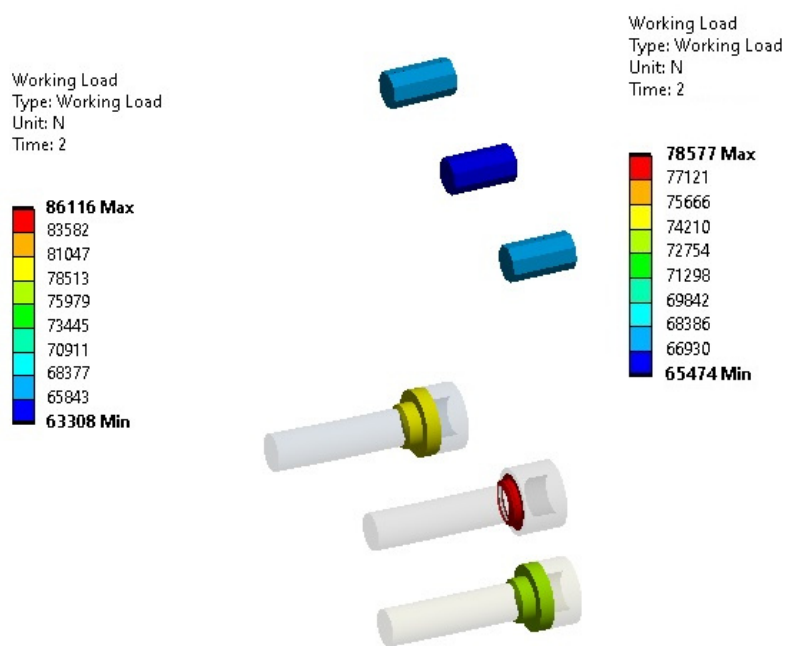 Working Load
Type: Working Load
Unit: N
Time: 2
86116 Max
83582
81047
78513
75979
73445
70911
68377
65843
63308 Min
Working Load
Type: Working Load
Unit: N
Time: 2
78577 Max
77121
75666
74210
72754
71298
69842
68386
66930
65474 Min